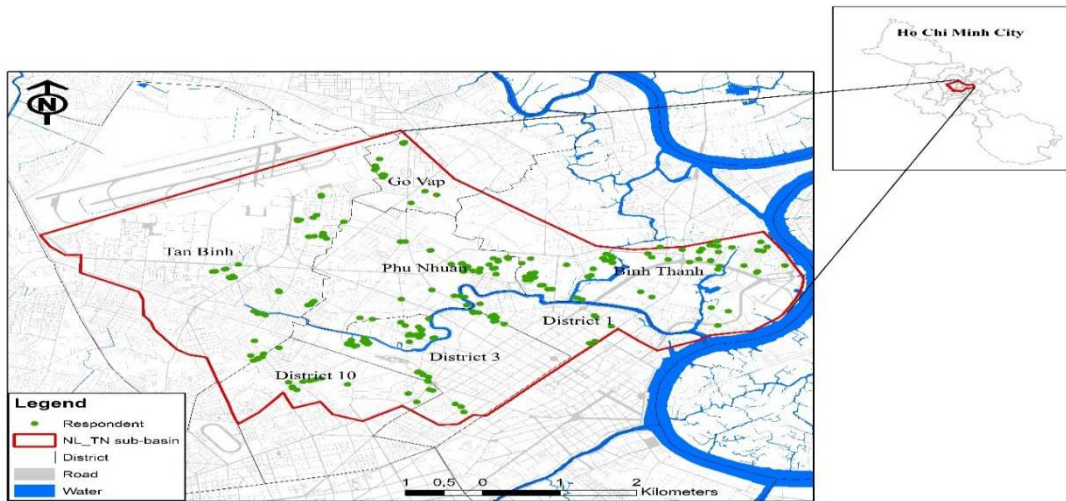 Ho Chi Minh City
N
Go Vap
Tan Binh
Phu Nhuan
Binh Thanh
District 1
District 3
District 10
Legend
Respondent
NL_TN sub-basin
District
Road
Water
1 0.5 0 1 2
Kilometers